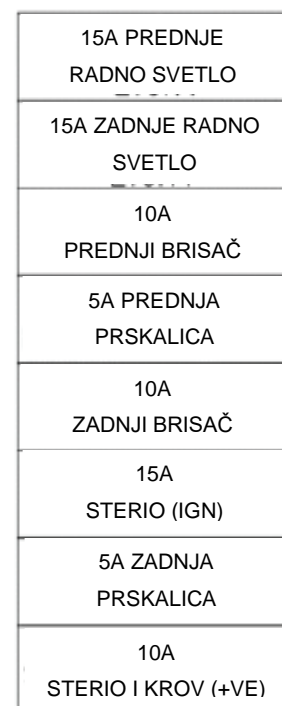 15A PREDNJE
RADNO SVETLO
15A ZADNJE RADNO
SVETLO
10A
PREDNJI BRISAČ
5A PREDNJA
PRSKALICA
10A
ZADNJI BRISAČ
15A
STERIO (IGN)
5A ZADNJA
PRSKALICA
10A
STERIO I KROV (+VE)